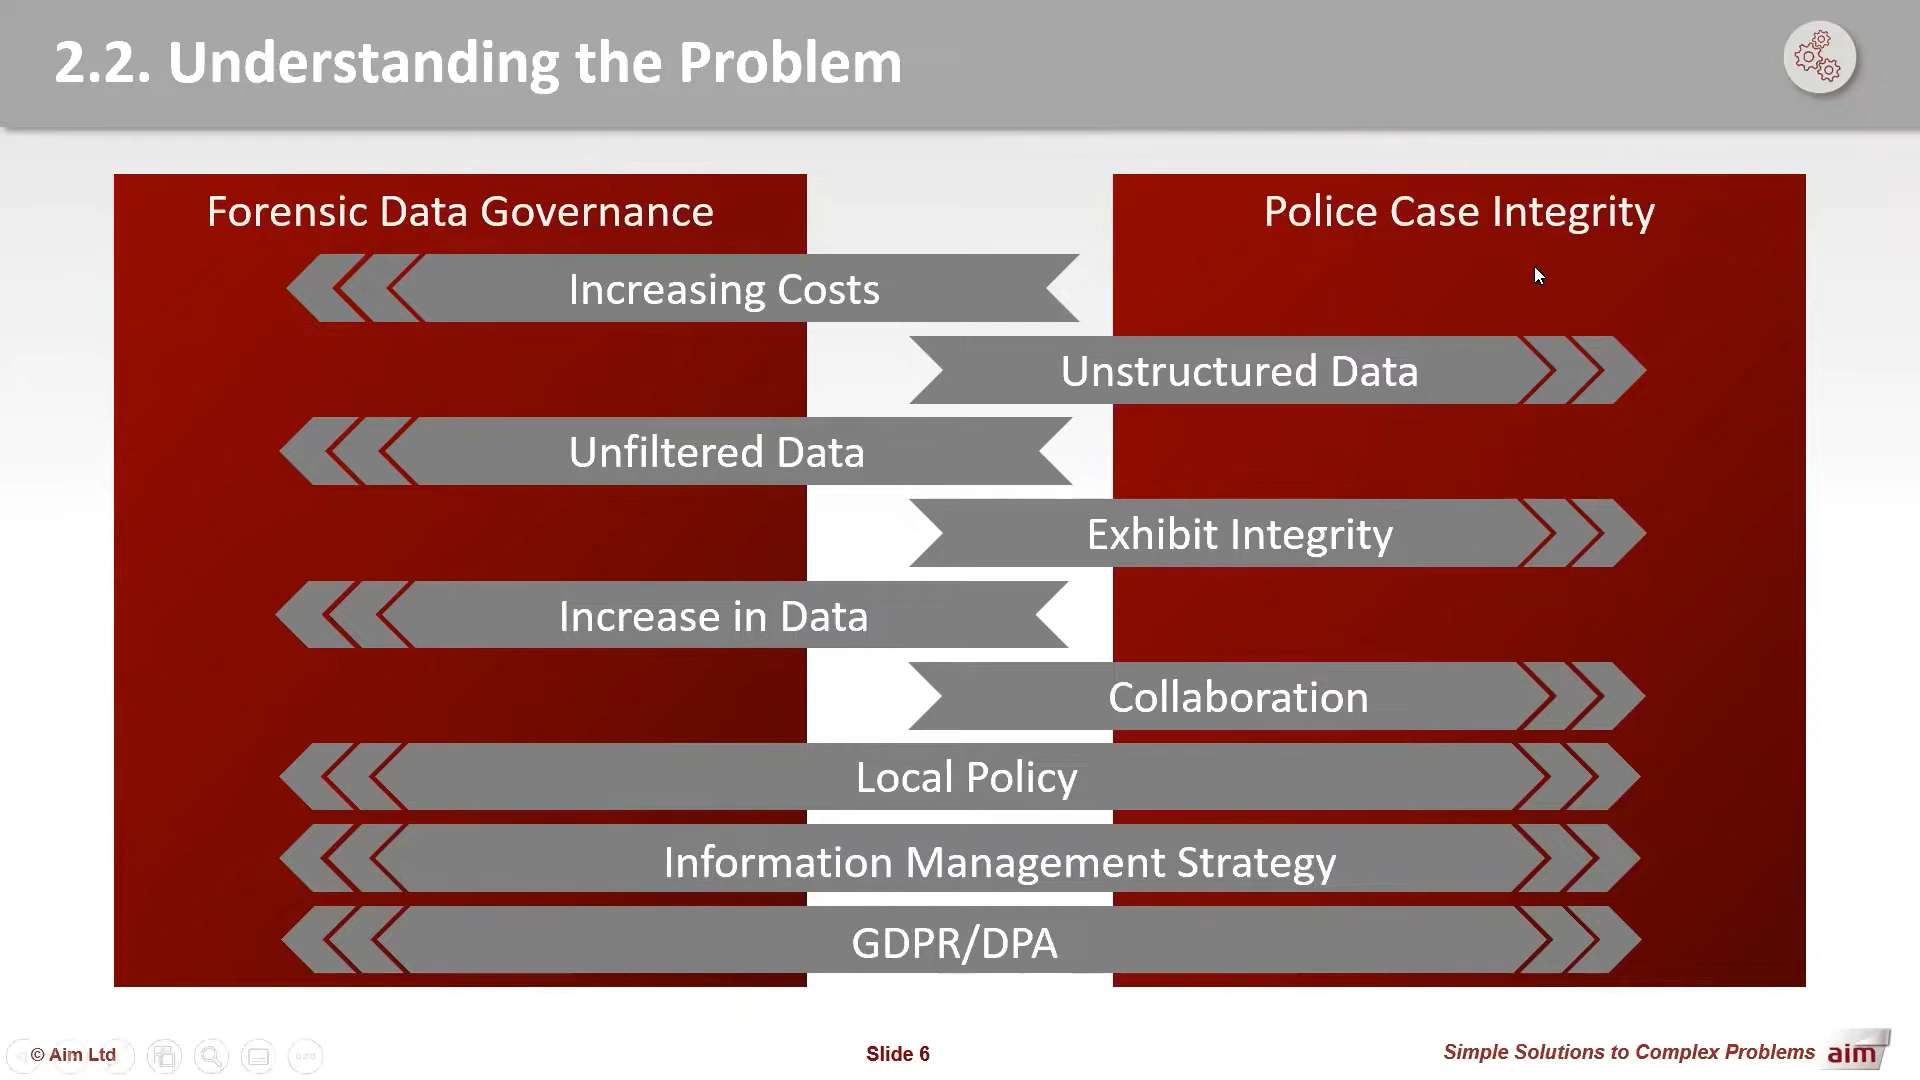 2.2. Understanding the Problem
Forensic Data Governance
Police Case Integrity
Increasing Costs
Unstructured Data
Unfiltered Data
Exhibit Integrity
Increase in Data
Collaboration
Local Policy
Information Management Strategy
GDPR/DPA
© Aim Ltd
Slide 6
Simple Solutions to Complex Problems
aim